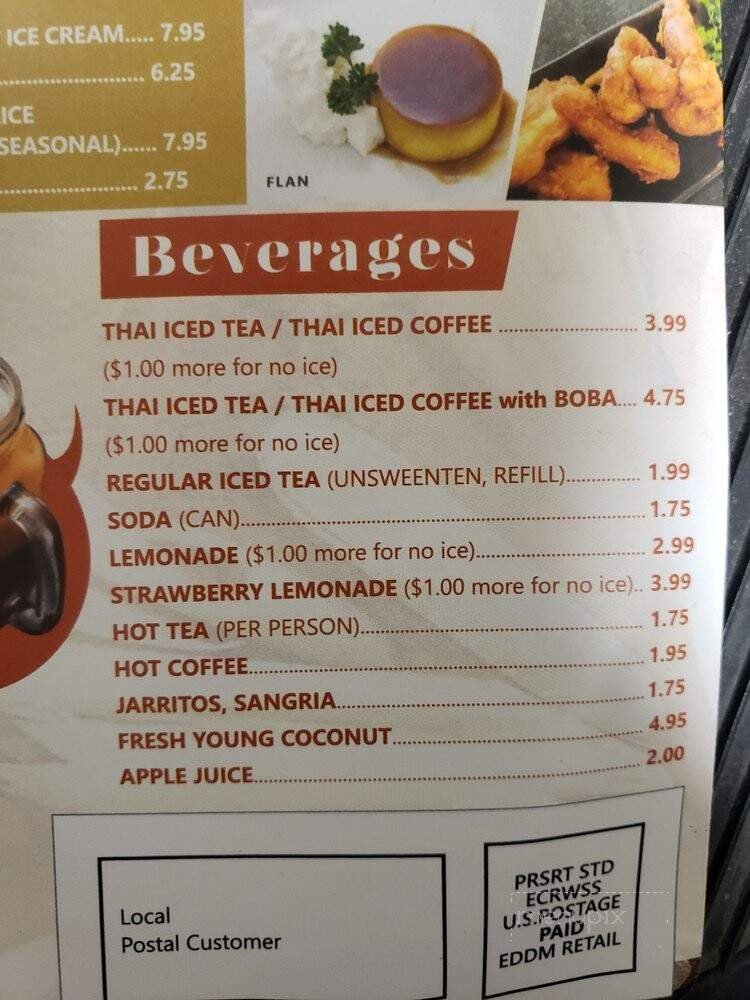 ICE CREAM..... 7.95
........................ 6.25
RICE
(SEASONAL)...... 7.95
....................... 2.75
FLAN
Beverages
THAI ICED TEA / THAI ICED COFFEE ............................ 3.99
($1.00 more for no ice)
THAI ICED TEA / THAI ICED COFFEE with BOBA.... 4.75
($1.00 more for no ice)
REGULAR ICED TEA (UNSWEENTEN, REFILL)............... 1.99
SODA (CAN)................................................................ 1.75
LEMONADE ($1.00 more for no ice)................................ 2.99
STRAWBERRY LEMONADE ($1.00 more for no ice).. 3.99
HOT TEA (PER PERSON)..................................................... 1.75
HOT COFFEE........................................................................ 1.95
JARRITOS, SANGRIA......................................................... 1.75
FRESH YOUNG COCONUT.............................................. 4.95
APPLE JUICE....................................................................... 2.00
Local
Postal Customer
PRSRT STD
ECRWSS
U.S.POSTAGE
PAID
EDDM RETAIL
menupix